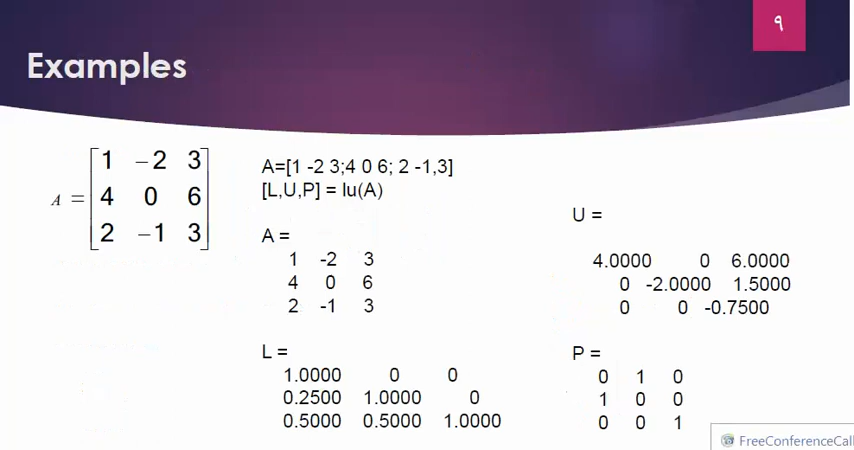 ۹
Examples
A = [1 -2 3
4 0 6
2 -1 3]
A=[1 -2 3;4 0 6; 2 -1,3]
[L,U,P] = lu(A)
A =
1 -2 3
4 0 6
2 -1 3
L =
1.0000 0 0
0.2500 1.0000 0
0.5000 0.5000 1.0000
U =
4.0000 0 6.0000
0 -2.0000 1.5000
0 0 -0.7500
P =
0 1 0
1 0 0
0 0 1
FreeConferenceCall